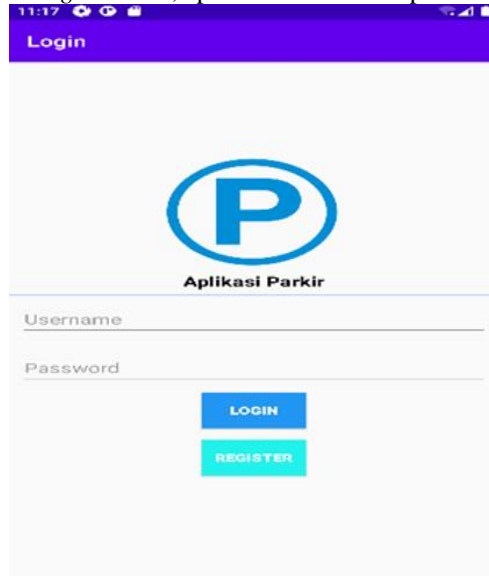 11:17
Login
P
Aplikasi Parkir
Username
Password
LOGIN
REGISTER